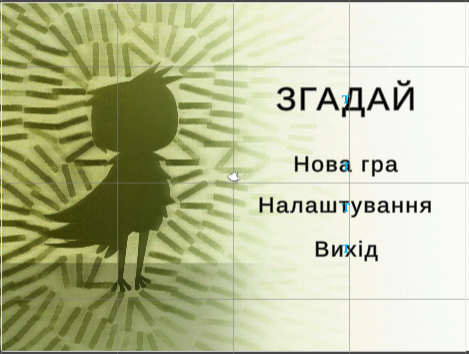 ЗГАДАЙ
Нова гра
Налаштування
Вихід